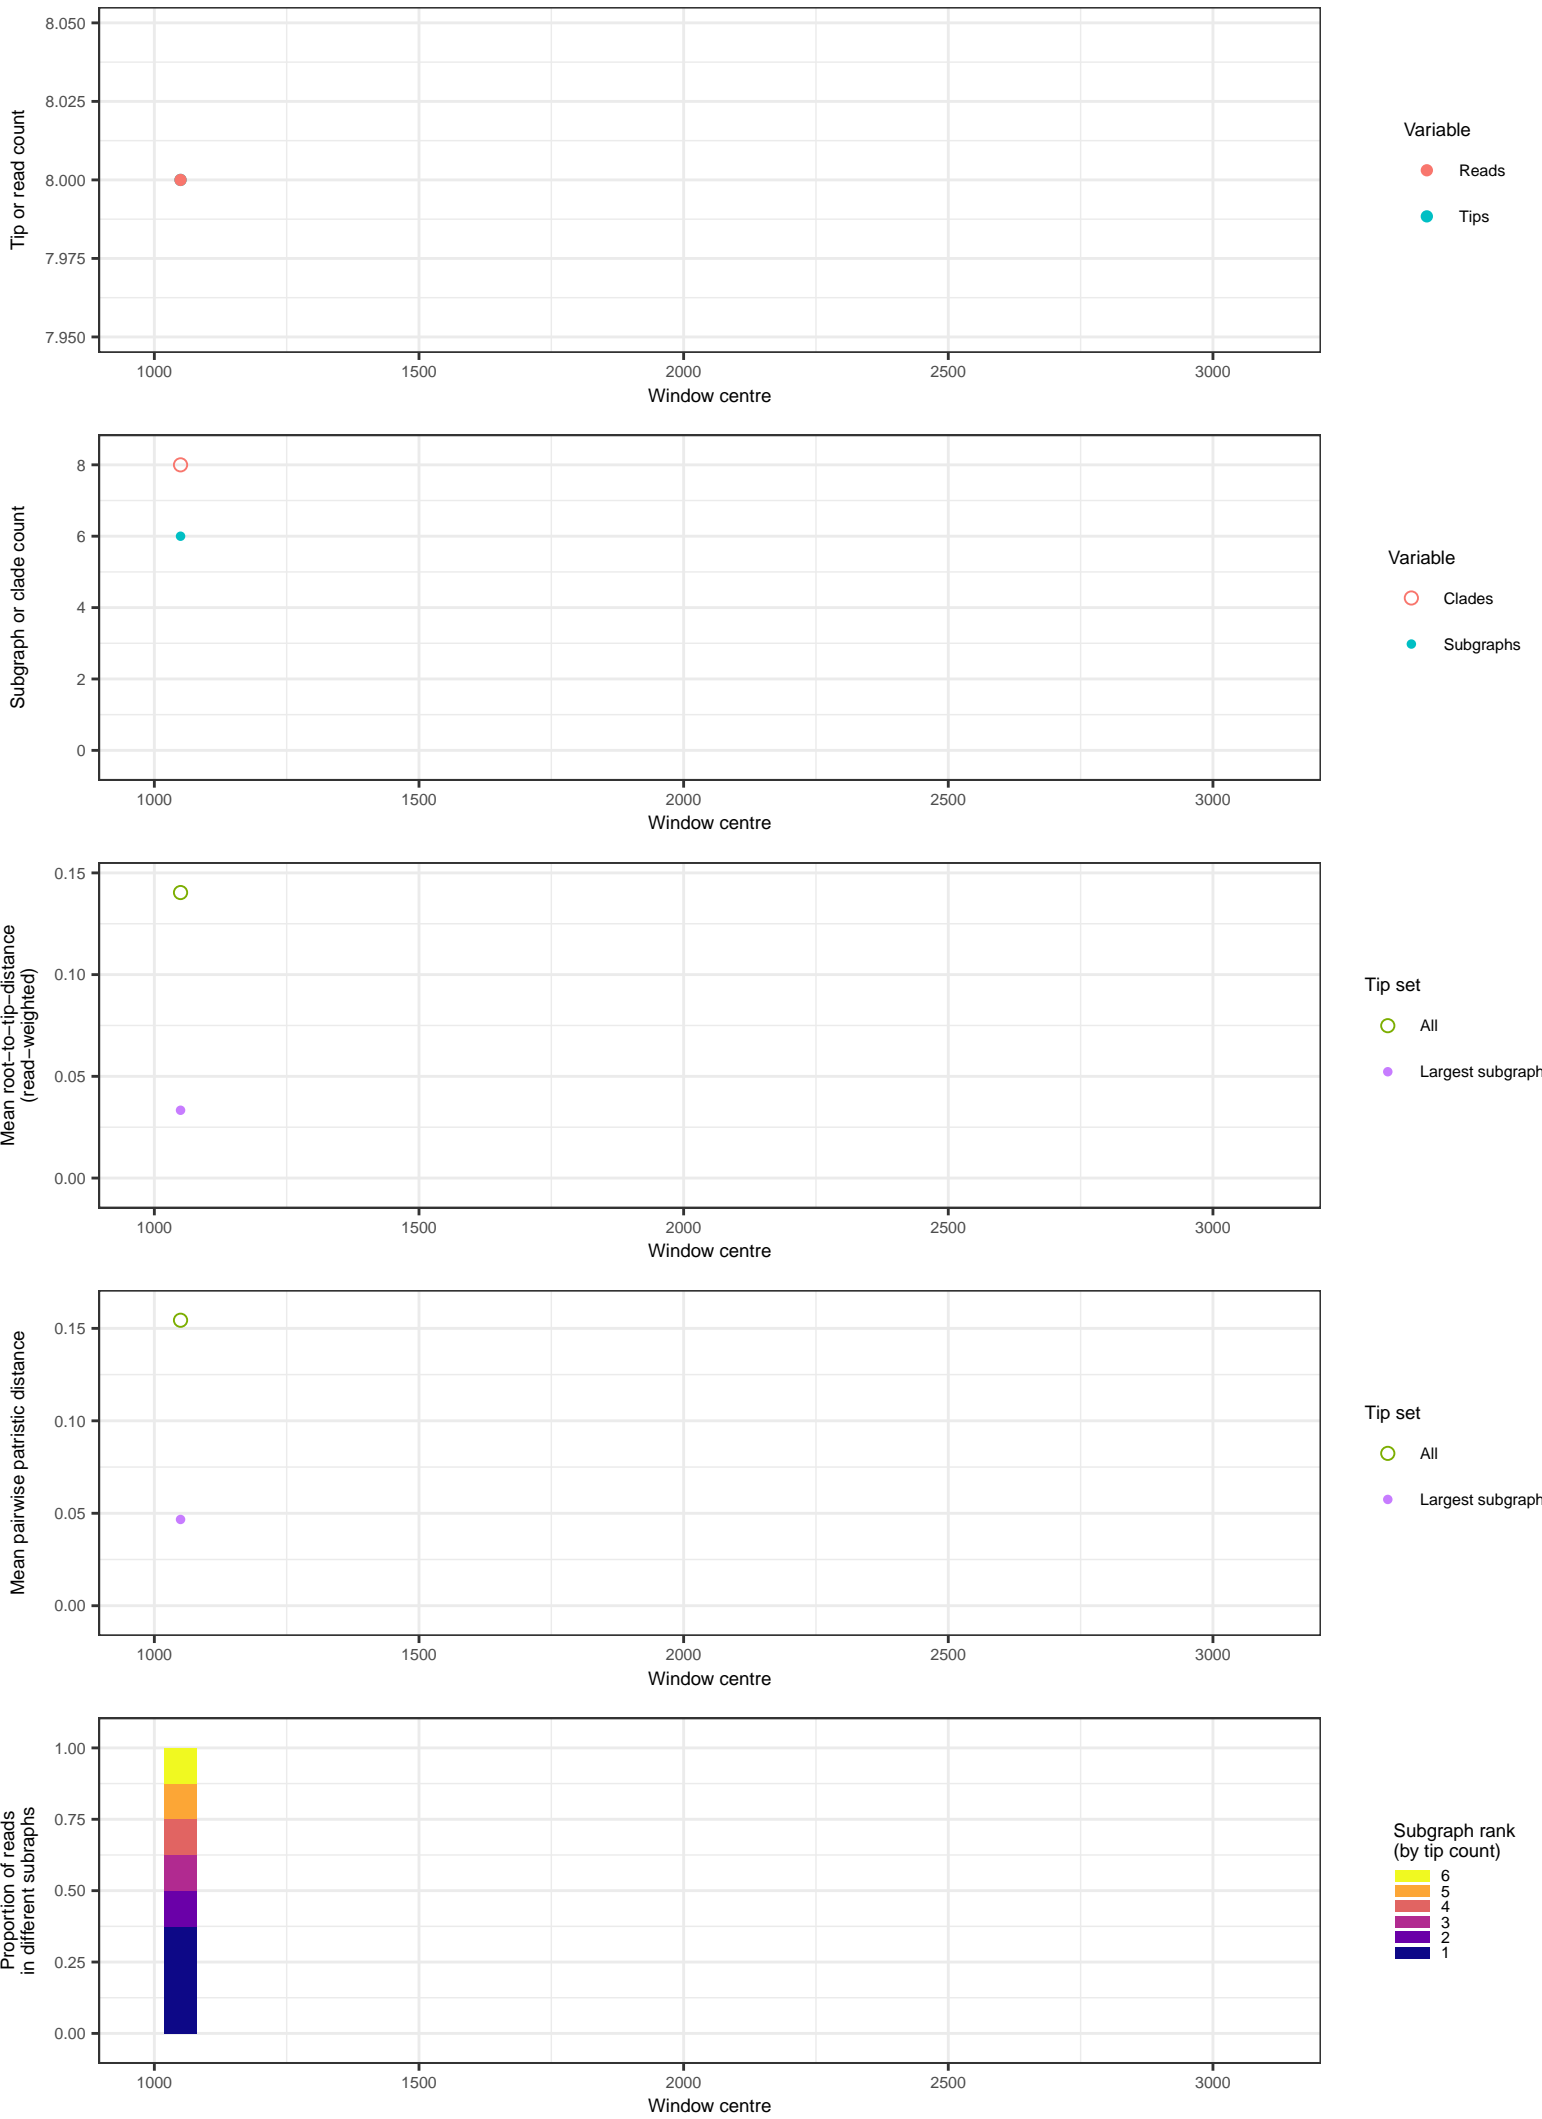 8.050
8.025
8.000
7.975
7.950
Tip or read count
1000 1500 2000 2500 3000
Window centre
Variable
Reads
Tips
8
6
4
2
0
Subgraph or clade count
1000 1500 2000 2500 3000
Window centre
Variable
Clades
Subgraphs
0.15
0.10
0.05
0.00
Mean root−to−tip−distance
(read−weighted)
1000 1500 2000 2500 3000
Window centre
Tip set
All
Largest subgraph
0.15
0.10
0.05
0.00
Mean pairwise patristic distance
1000 1500 2000 2500 3000
Window centre
Tip set
All
Largest subgraph
1.00
0.75
0.50
0.25
0.00
Proportion of reads
in different subraphs
1000 1500 2000 2500 3000
Window centre
Subgraph rank
(by tip count)
6
5
4
3
2
1